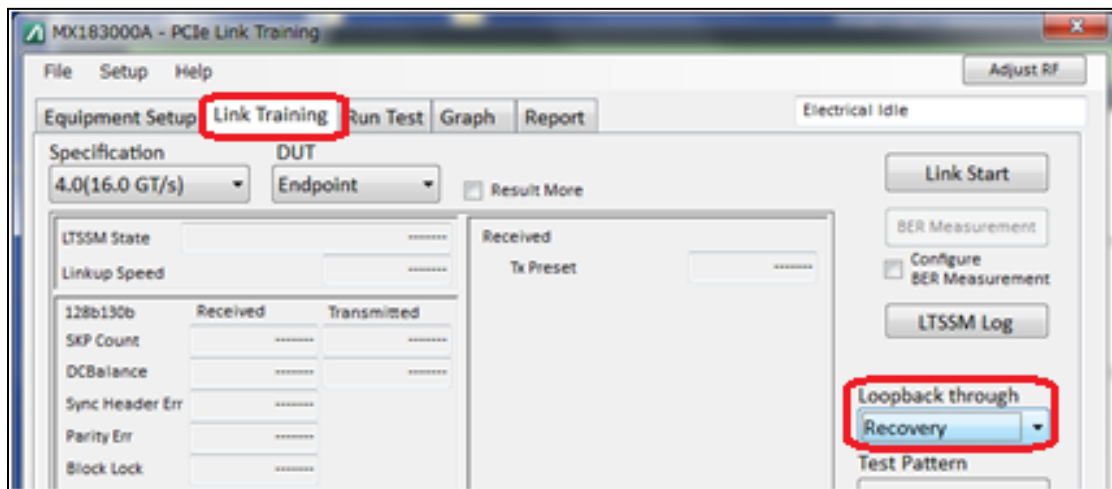 MX183000A - PCIe Link Training
File Setup Help
Adjust RF
Equipment Setup Link Training Run Test Graph Report
Electrical Idle
Specification DUT
4.0(16.0 GT/s) Endpoint
Result More
Link Start
LTSSM State -------
Linkup Speed -------
Received
Tx Preset -------
BER Measurement
Configure
BER Measurement
LTSSM Log
128b130b Received Transmitted
SKP Count ------- -------
DCBalance ------- -------
Sync Header Err -------
Parity Err -------
Block Lock -------
Loopback through
Recovery
Test Pattern